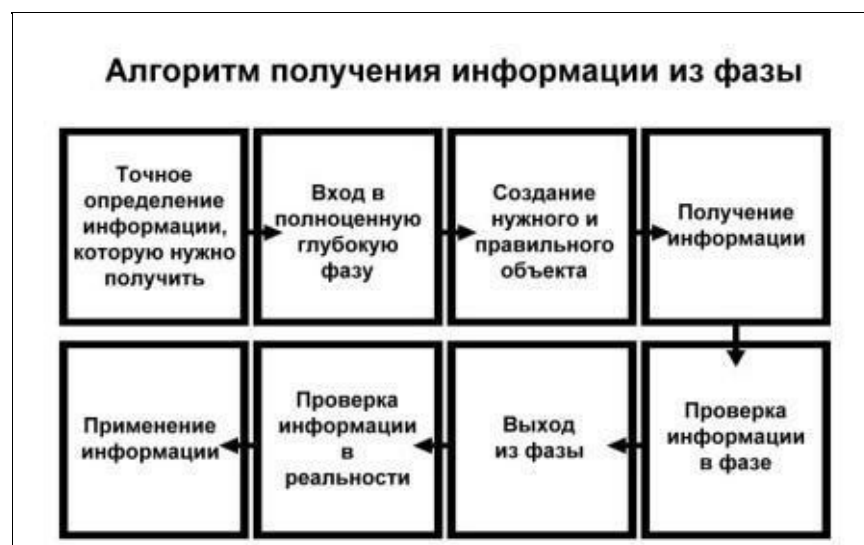 Алгоритм получения информации из фазы
Точное
определение
информации,
которую нужно
получить
Вход в
полноценную
глубокую
фазу
Создание
нужного и
правильного
объекта
Получение
информации
Проверка
информации
в фазе
Выход
из фазы
Проверка
информации
в
реальности
Применение
информации